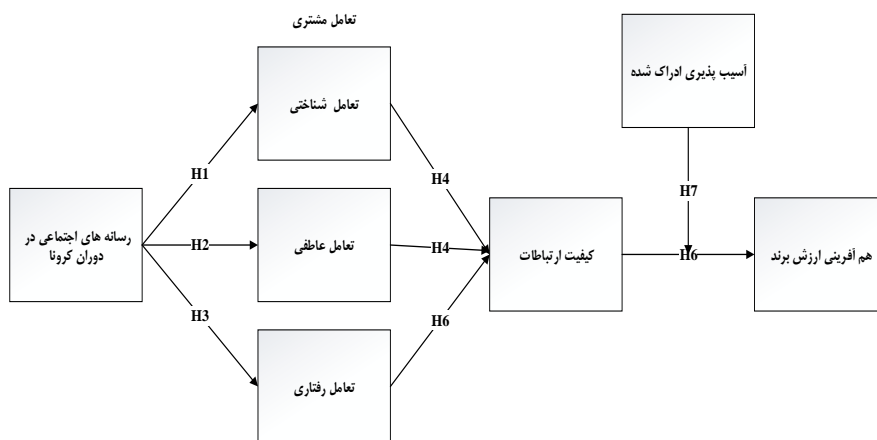 تعامل مشتری
تعامل شناختی
آسیب پذیری ادراک شده
H1
H4
H7
رسانه های اجتماعی در
دوران کرونا
H2
تعامل عاطفی
H4
کیفیت ارتباطات
H6
هم آفرینی ارزش برند
H3
H6
تعامل رفتاری